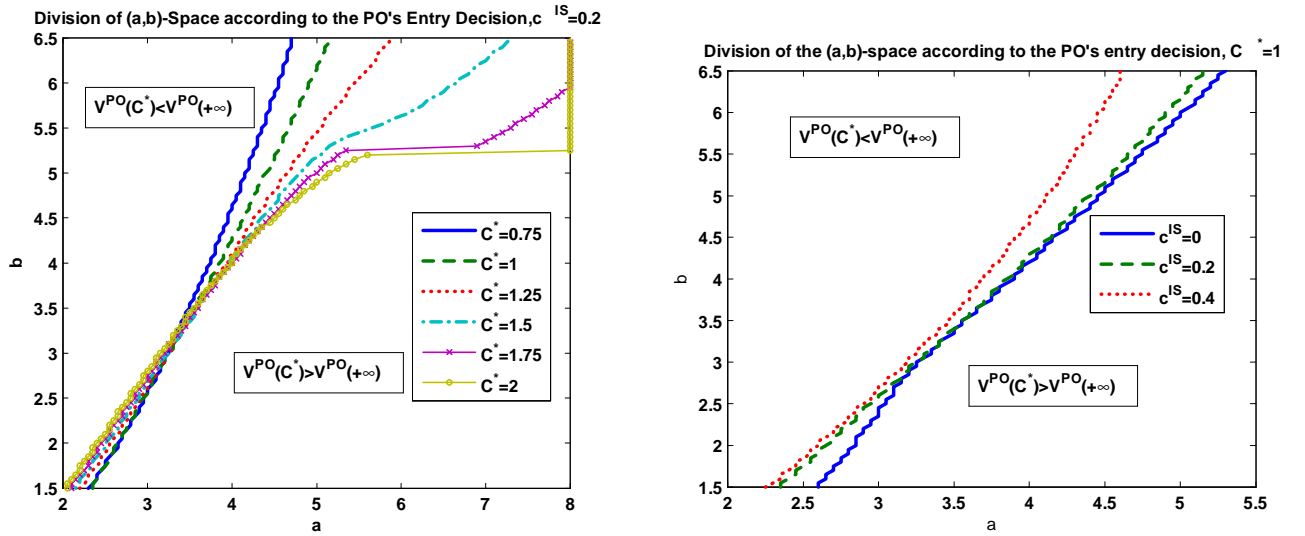 Division of (a,b)-Space according to the PO's Entry Decision,c^IS=0.2
6.5
6
5.5
5
4.5
4
3.5
3
2.5
2
1.5
b
V^PO(C^*)<V^PO(+∞)
V^PO(C^*)>V^PO(+∞)
C^*=0.75
C^*=1
C^*=1.25
C^*=1.5
C^*=1.75
C^*=2
2 3 4 5 6 7 8
a
Division of the (a,b)-space according to the PO's entry decision, C^*=1
6.5
6
5.5
5
4.5
4
3.5
3
2.5
2
1.5
b
V^PO(C^*)<V^PO(+∞)
c^IS=0
c^IS=0.2
c^IS=0.4
V^PO(C^*)>V^PO(+∞)
2 2.5 3 3.5 4 4.5 5 5.5
a